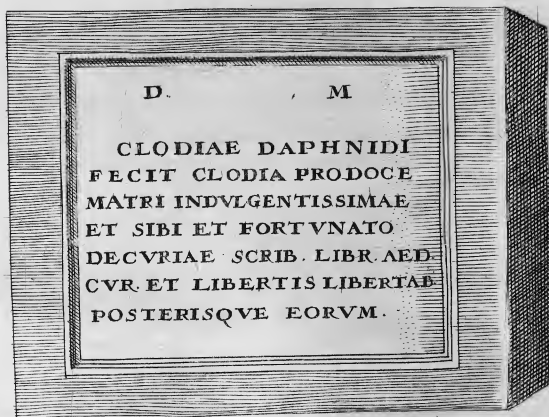 D. M
CLODIAE DAPHNIDI
FECIT CLODIA PRODOCE
MATRI INDVLGENTISSIMAE
ET SIBI ET FORTVNATO
DECVRIAE SCRIB. LIBR. AED.
CVR. ET LIBERTIS LIBERTAB
POSTERISQVE EORVM.